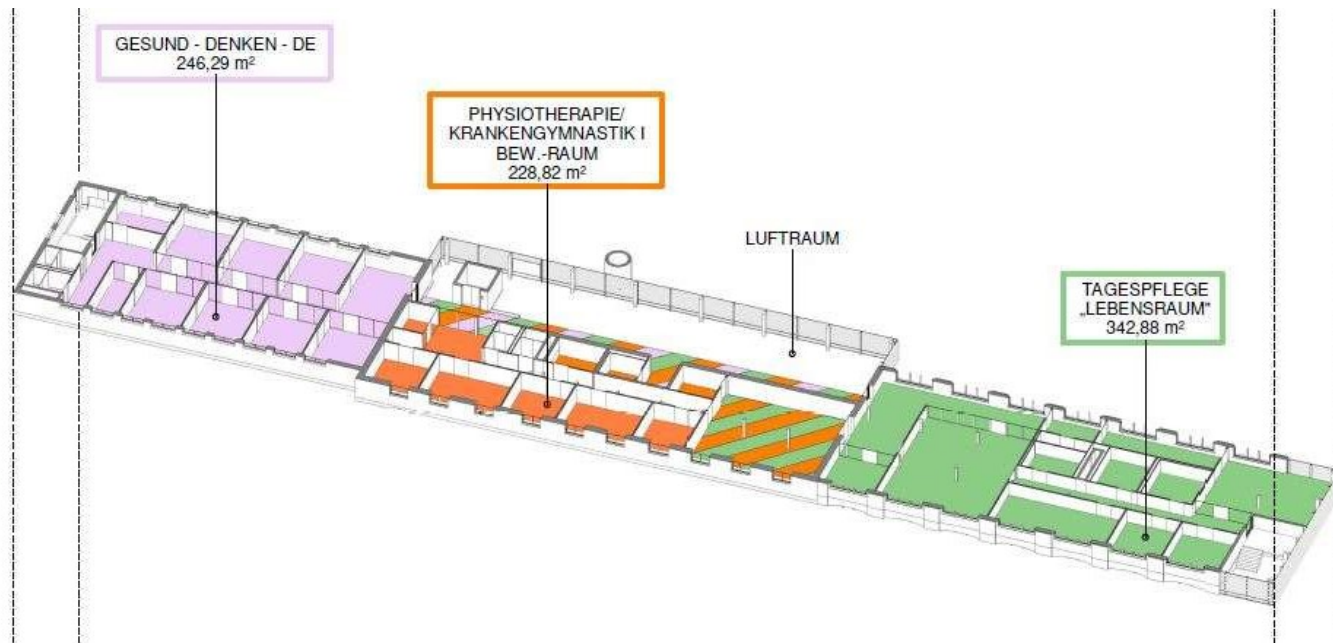 GESUND - DENKEN - DE
246,29 m²
PHYSIOTHERAPIE/
KRANKENGYMNASTIK I
BEW.-RAUM
228,82 m²
LUFTRAUM
TAGESPFLEGE
„LEBENSRAUM"
342,88 m²